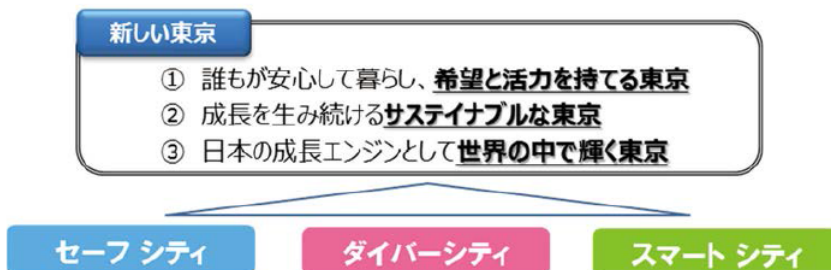 新しい東京
① 誰もが安心して暮らし、希望と活力を持てる東京
② 成長を生み続けるサステイナブルな東京
③ 日本の成長エンジンとして世界の中で輝く東京
セーフ シティ ダイバーシティ スマート シティ